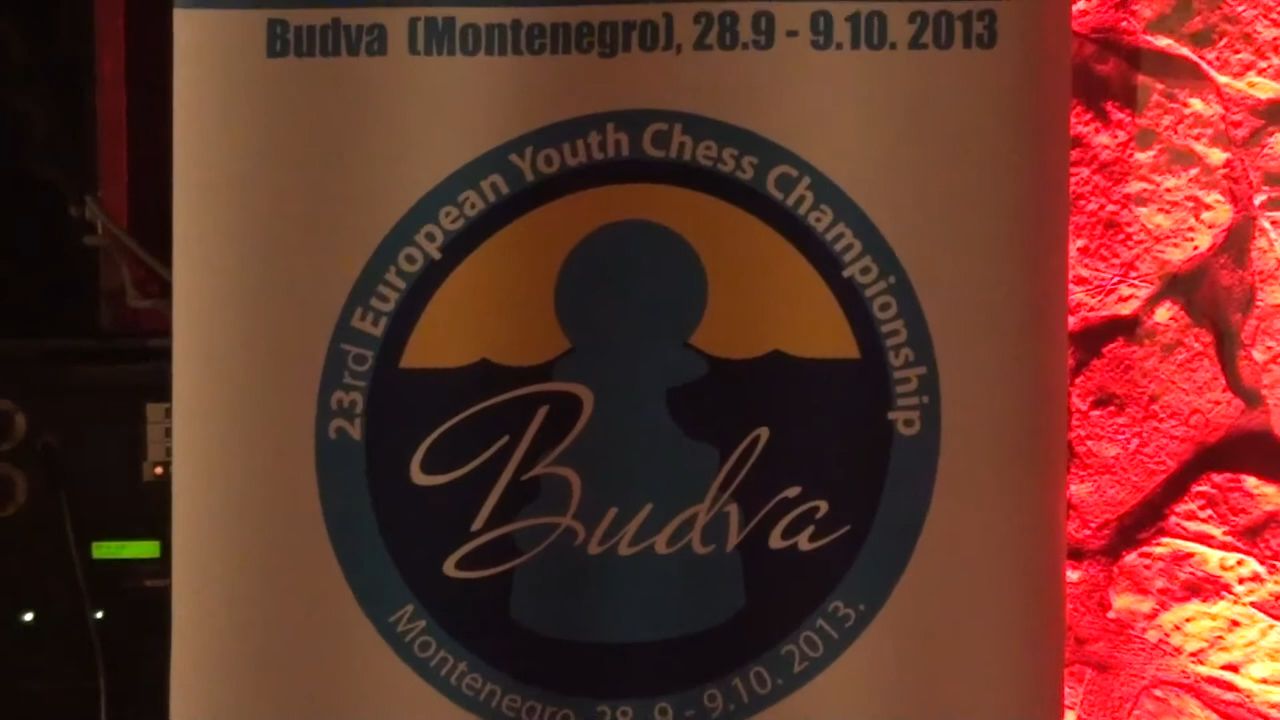 Budva (Montenegro), 28.9 - 9.10. 2013
23rd European Youth Chess Championship
Budva
Montenegro 28. 9 - 9.10. 2013.